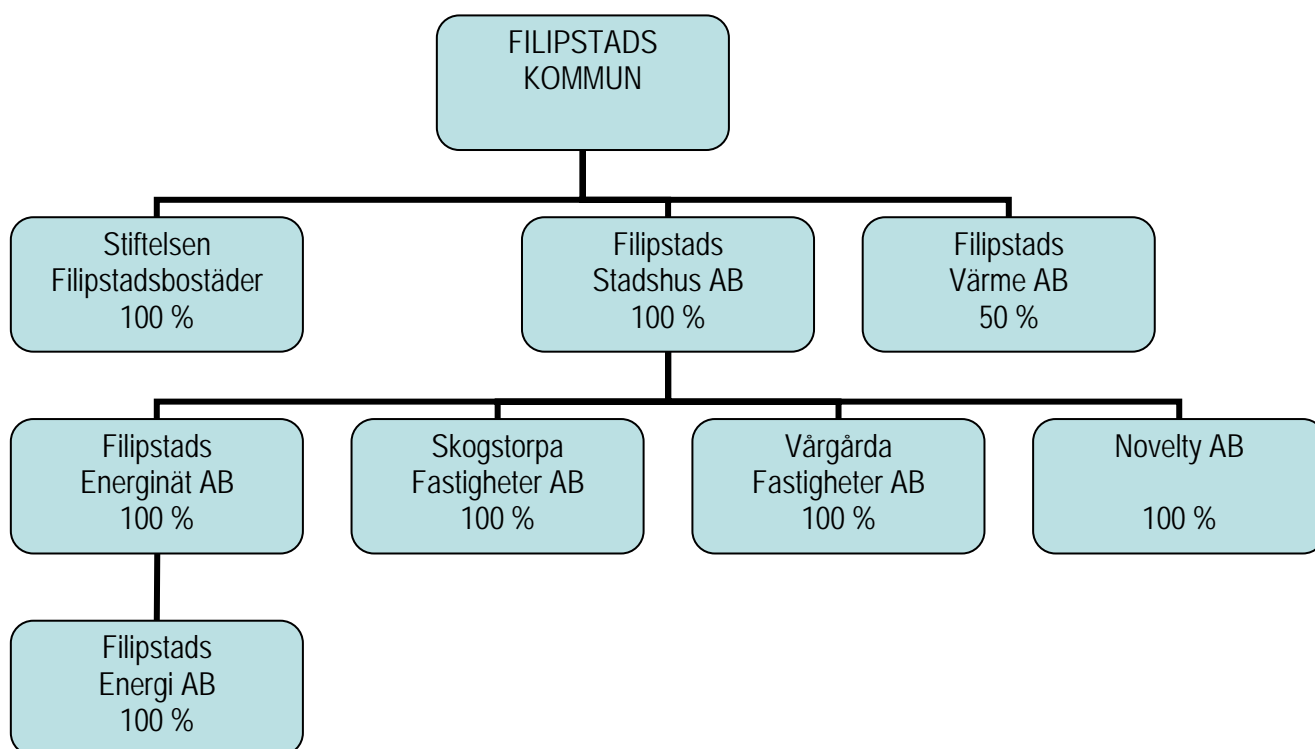 FILIPSTADS
KOMMUN
Stiftelsen
Filipstadsbostäder
100 %
Filipstads
Stadshus AB
100 %
Filipstads
Värme AB
50 %
Filipstads
Energinät AB
100 %
Skogstorpa
Fastigheter AB
100 %
Vårgårda
Fastigheter AB
100 %
Novelty AB
100 %
Filipstads
Energi AB
100 %